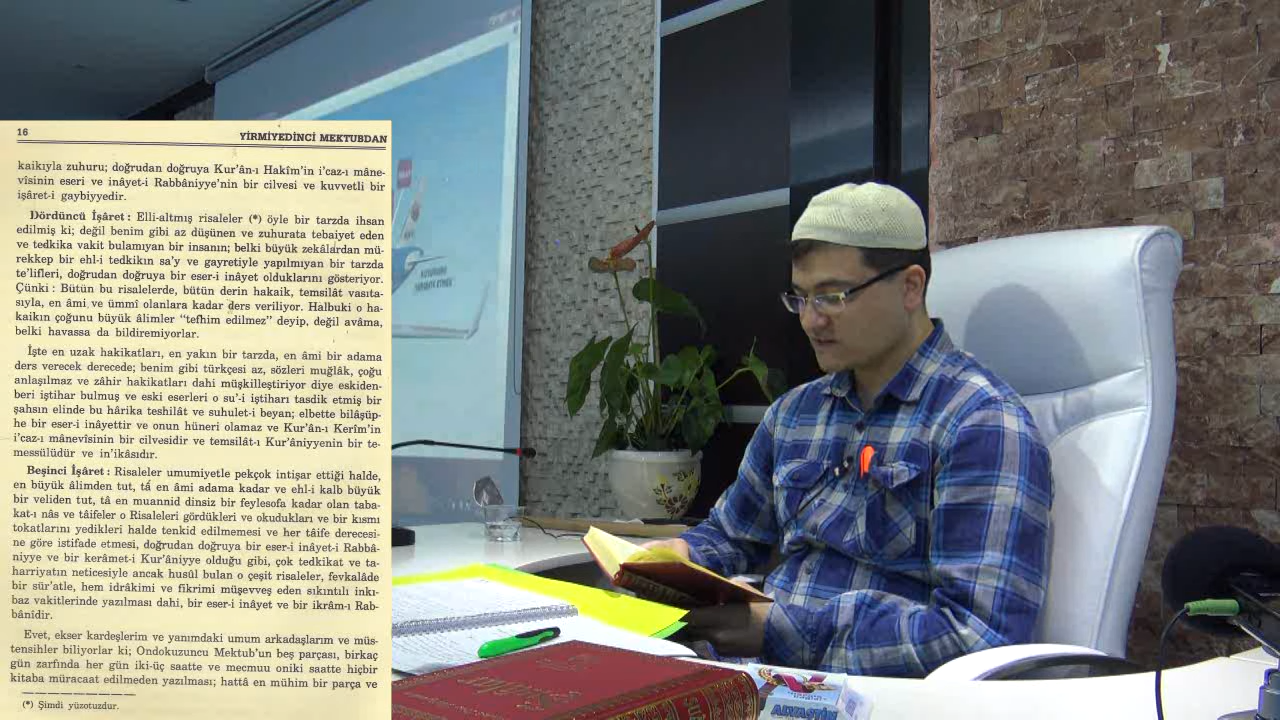 16
YİRMİYEDİNCİ MEKTUBDAN
kaikıyla zuhuru; doğrudan doğruya Kur'ân-ı Hakîm'in i'caz-ı mâne-
vîsinin eseri ve inâyet-i Rabbâniyye'nin bir cilvesi ve kuvvetli bir
işâret-i gaybiyyedir.
Dördüncü İşâret : Elli-altmış risaleler (*) öyle bir tarzda ihsan
edilmiş ki; değil benim gibi az düşünen ve zuhurata tebaiyet eden
ve tedkika vakit bulamıyan bir insanın; belki büyük zekâlardan mü-
rekkep bir ehl-i tedkikın sa'y ve gayretiyle yapılmıyan bir tarzda
te'lifleri, doğrudan doğruya bir eser-i inâyet olduklarını gösteriyor.
Çünki : Bütün bu risalelerde, bütün derin hakaik, temsilât vasıta-
sıyla, en âmi ve ümmî olanlara kadar ders veriliyor. Halbuki o ha-
kaikın çoğunu büyük âlimler "tefhim edilmez" deyip, değil avâma,
belki havassa da bildiremiyorlar.
İşte en uzak hakikatları, en yakın bir tarzda, en âmi bir adama
ders verecek derecede; benim gibi türkçesi az, sözleri muğlâk, çoğu
anlaşılmaz ve zâhir hakikatları dahi müşkilleştiriyor diye eskiden-
beri iştihar bulmuş ve eski eserleri o su'-i iştiharı tasdik etmiş bir
şahsın elinde bu hârika teshilât ve suhulet-i beyan; elbette bilâşüp-
he bir eser-i inâyettir ve onun hüneri olamaz ve Kur'ân-ı Kerîm'in
i'caz-ı mânevîsinin bir cilvesidir ve temsilât-ı Kur'âniyyenin bir te-
messülüdür ve in'ikâsıdır.
Beşinci İşâret : Risaleler umumiyetle pekçok intişar ettiği halde,
en büyük âlimden tut, tâ en âmi adama kadar ve ehl-i kalb büyük
bir veliden tut, tâ en muannid dinsiz bir feylesofa kadar olan taba-
kat-ı nâs ve tâifeler o Risaleleri gördükleri ve okudukları ve bir kısmı
tokatlarını yedikleri halde tenkid edilmemesi ve her tâife derecesi-
ne göre istifade etmesi, doğrudan doğruya bir eser-i inâyet-i Rabbâ-
niyye ve bir kerâmet-i Kur'âniyye olduğu gibi, çok tedkikat ve ta-
harriyatın neticesiyle ancak husûl bulan o çeşit risaleler, fevkalâde
bir sür'atle, hem idrâkimi ve fikrimi müşevveş eden sıkıntılı inkı-
baz vakitlerinde yazılması dahi, bir eser-i inâyet ve bir ikrâm-ı Rab-
bânîdir.
Evet, ekser kardeşlerim ve yanımdaki umum arkadaşlarım ve müs-
tensihler biliyorlar ki; Ondokuzuncu Mektub'un beş parçası, birkaç
gün zarfında her gün iki-üç saatte ve mecmuu oniki saatte hiçbir
kitaba müracaat edilmeden yazılması; hattâ en mühim bir parça ve
(*) Şimdi yüzotuzdur.